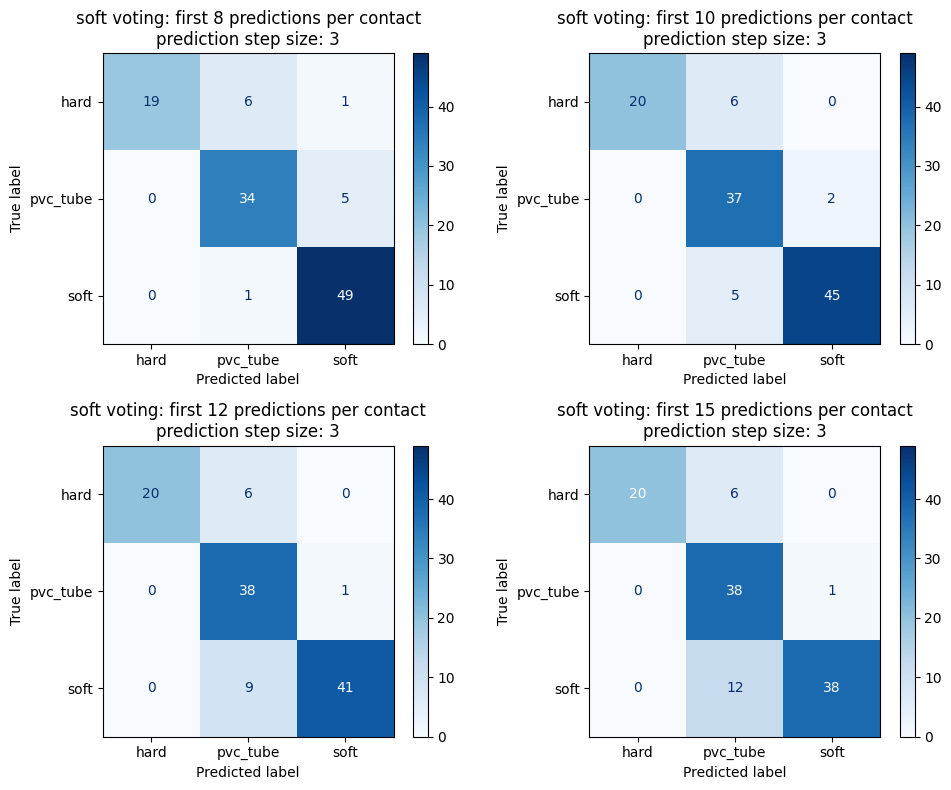 soft voting: first 8 predictions per contact
prediction step size: 3
hard
19
6
1
pvc_tube
0
34
5
soft
0
1
49
hard
pvc_tube
soft
Predicted label
True label
40
30
20
10
0
soft voting: first 10 predictions per contact
prediction step size: 3
hard
20
6
0
pvc_tube
0
37
2
soft
0
5
45
hard
pvc_tube
soft
Predicted label
True label
40
30
20
10
0
soft voting: first 12 predictions per contact
prediction step size: 3
hard
20
6
0
pvc_tube
0
38
1
soft
0
9
41
hard
pvc_tube
soft
Predicted label
True label
40
30
20
10
0
soft voting: first 15 predictions per contact
prediction step size: 3
hard
20
6
0
pvc_tube
0
38
1
soft
0
12
38
hard
pvc_tube
soft
Predicted label
True label
40
30
20
10
0